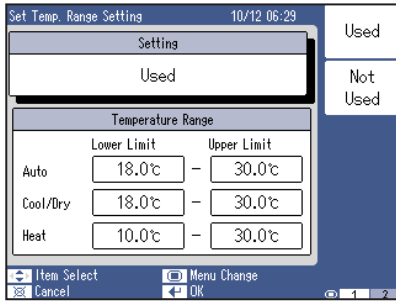 Set Temp. Range Setting 10/12 06:29
Setting
Used
Used
Not
Used
Temperature Range
Lower Limit Upper Limit
Auto 18.0℃ – 30.0℃
Cool/Dry 18.0℃ – 30.0℃
Heat 10.0℃ – 30.0℃
Item Select Menu Change
Cancel OK
1 2